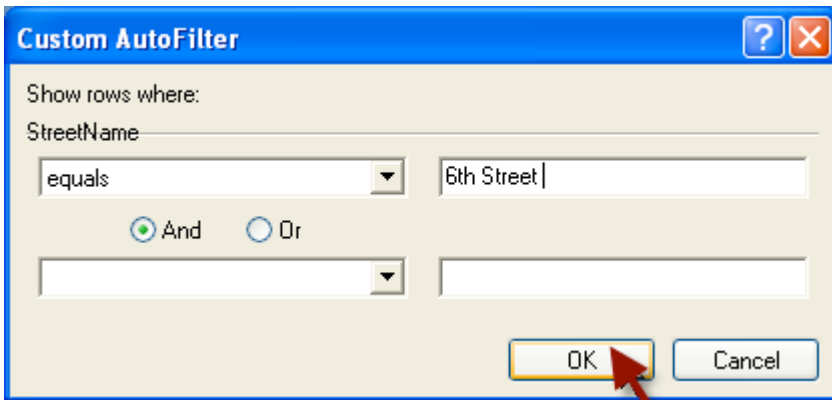 Custom AutoFilter
Show rows where:
StreetName
equals 6th Street
And Or
OK Cancel